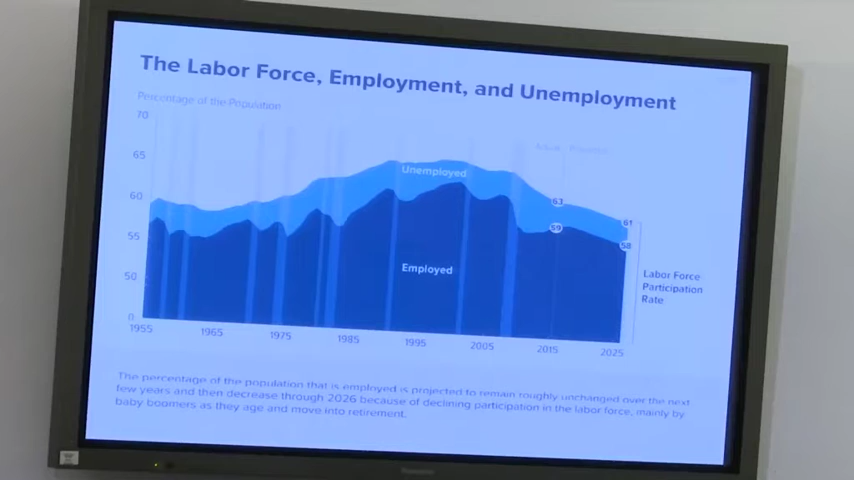 The Labor Force, Employment, and Unemployment
Percentage of the Population
70
65
60
55
50
0
Unemployed
Employed
63
59
61
58
Labor Force
Participation
Rate
1955
1965
1975
1985
1995
2005
2015
2025
The percentage of the population that is employed is projected to remain roughly unchanged over the next
few years and then decrease through 2026 because of declining participation in the labor force, mainly by
baby boomers as they age and move into retirement.